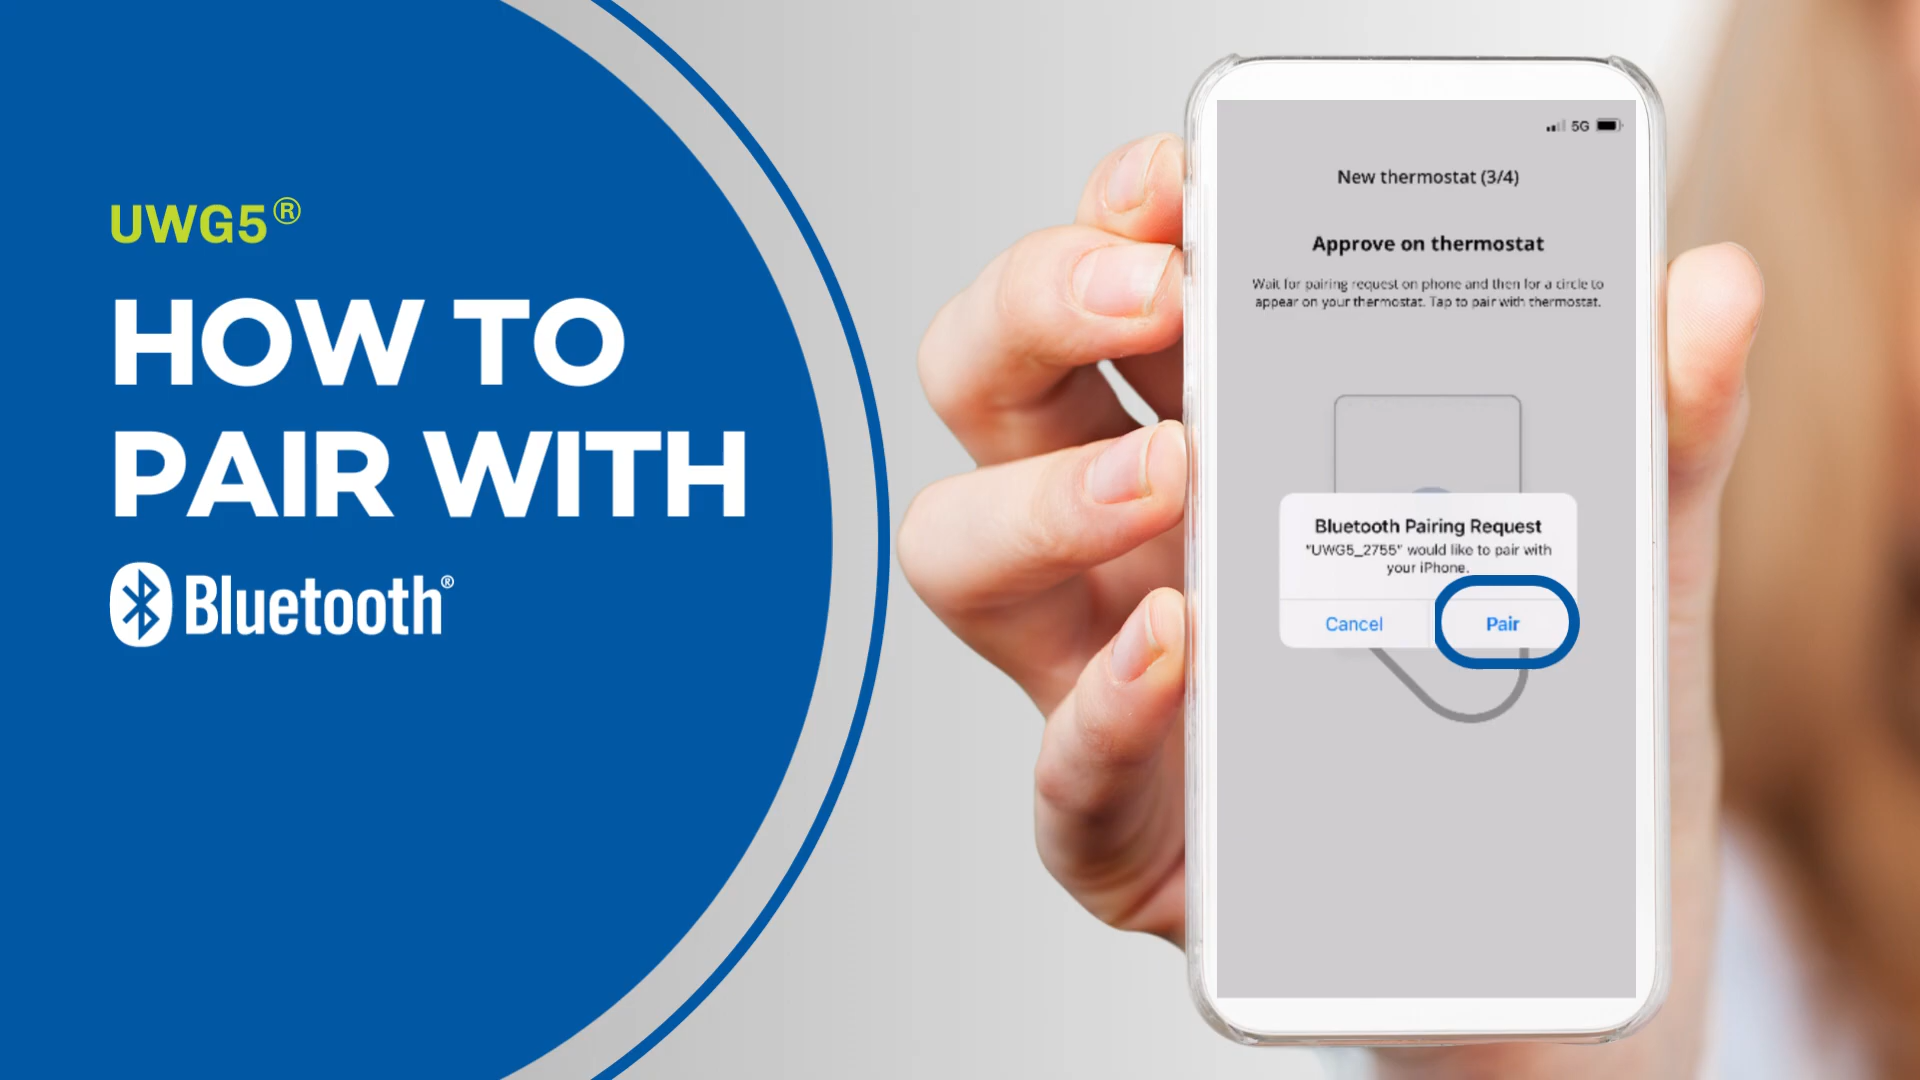 UWG5®
HOW TO
PAIR WITH
Bluetooth®
5G
New thermostat (3/4)
Approve on thermostat
Wait for pairing request on phone and then for a circle to
appear on your thermostat. Tap to pair with thermostat.
Bluetooth Pairing Request
"UWG5_2755" would like to pair with
your iPhone.
Cancel
Pair